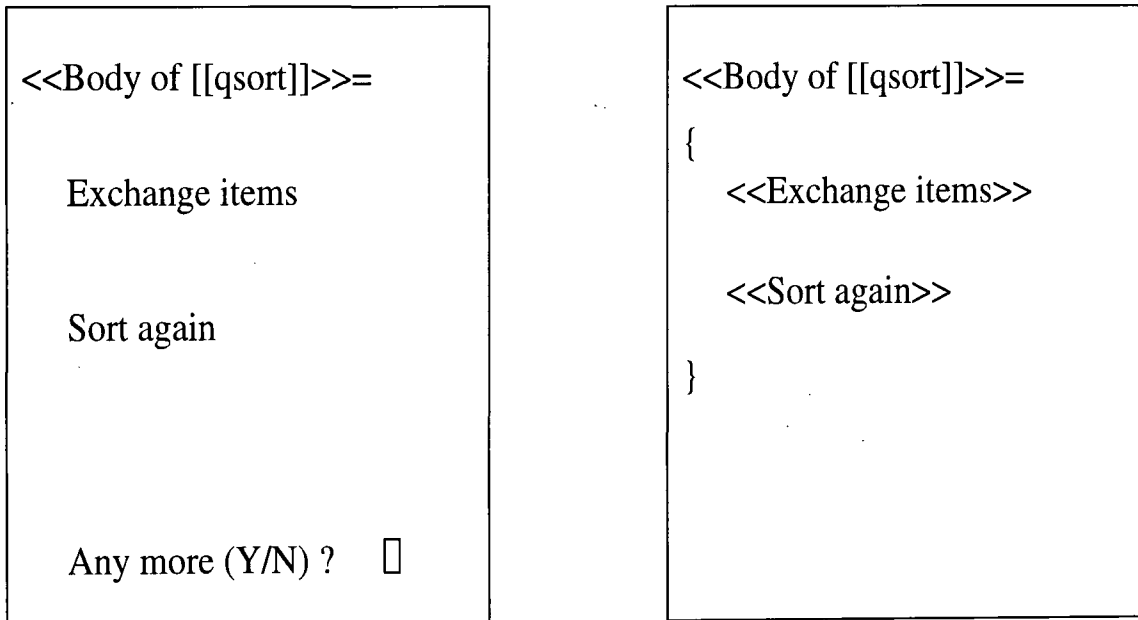 <<Body of [[qsort]]>>=
Exchange items
Sort again
Any more (Y/N) ?
<<Body of [[qsort]]>>=
{
<<Exchange items>>
<<Sort again>>
}